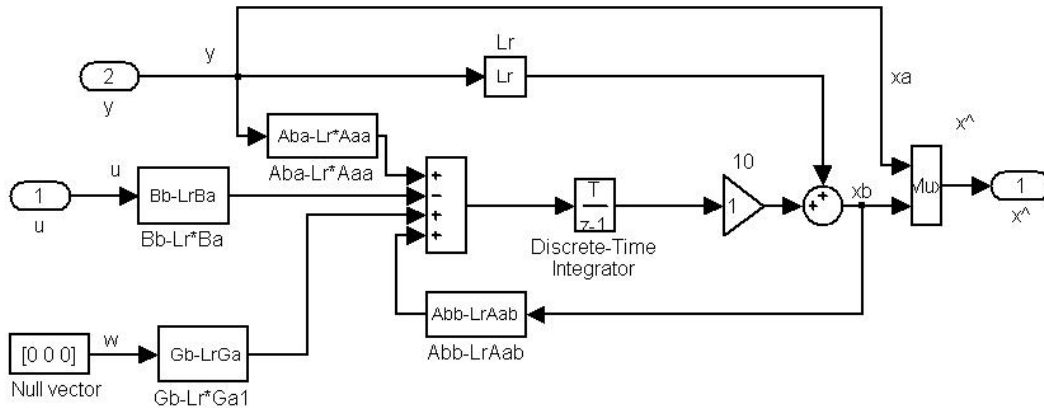 Lr
y
2
y
Lr
xa
x^
Aba-Lr*Aaa
Aba-Lr*Aaa
10
u
1
u
Bb-LrBa
Bb-Lr*Ba
+
-
+
+
T
z-1
Discrete-Time
Integrator
1
+
+
xb
Mux
1
x^
Abb-LrAab
Abb-LrAab
[0 0 0]
Null vector
w
Gb-LrGa
Gb-Lr*Ga1